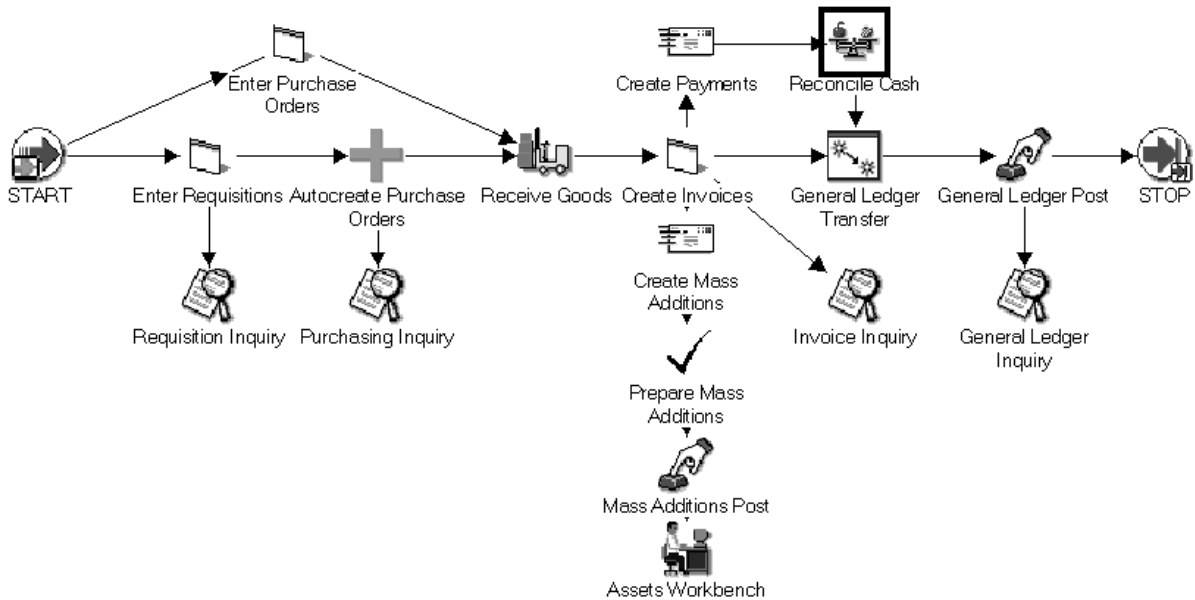 Enter Purchase
Orders
Create Payments
Reconcile Cash
START
Enter Requisitions
Autocreate Purchase
Orders
Receive Goods
Create Invoices
General Ledger
Transfer
General Ledger Post
STOP
Requisition Inquiry
Purchasing Inquiry
Create Mass
Additions
Invoice Inquiry
General Ledger
Inquiry
Prepare Mass
Additions
Mass Additions Post
Assets Workbench